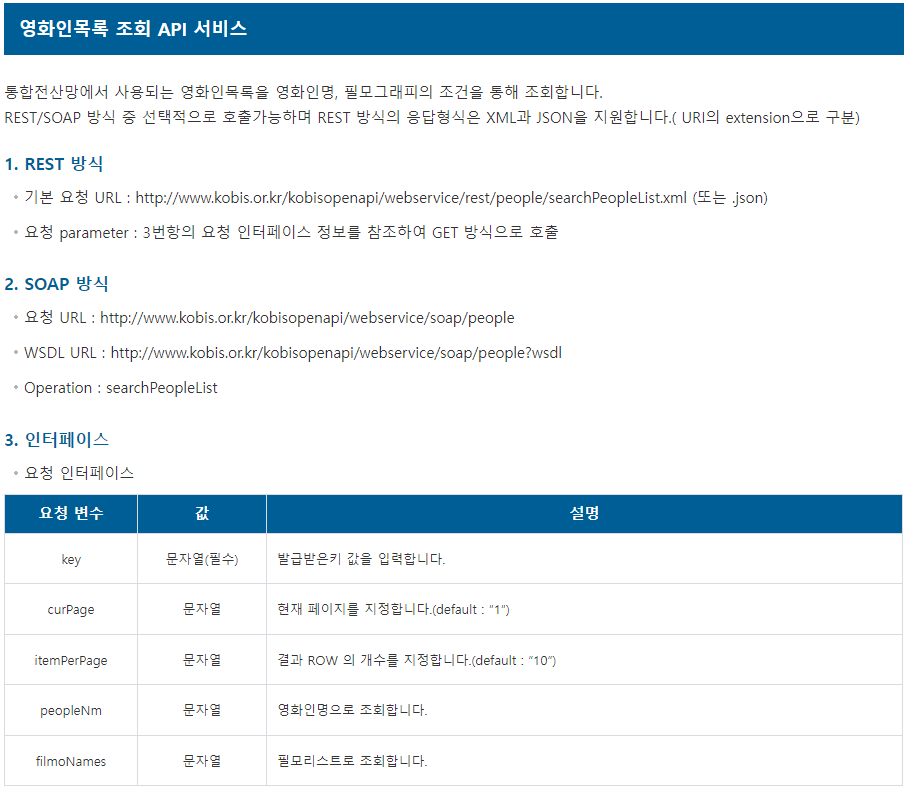 영화인목록 조회 API 서비스
통합전산망에서 사용되는 영화인목록을 영화인명, 필모그래피의 조건을 통해 조회합니다.
REST/SOAP 방식 중 선택적으로 호출가능하며 REST 방식의 응답형식은 XML과 JSON을 지원합니다.( URI의 extension으로 구분)
1. REST 방식
◦ 기본 요청 URL : http://www.kobis.or.kr/kobisopenapi/webservice/rest/people/searchPeopleList.xml (또는 .json)
◦ 요청 parameter : 3번항의 요청 인터페이스 정보를 참조하여 GET 방식으로 호출
2. SOAP 방식
◦ 요청 URL : http://www.kobis.or.kr/kobisopenapi/webservice/soap/people
◦ WSDL URL : http://www.kobis.or.kr/kobisopenapi/webservice/soap/people?wsdl
◦ Operation : searchPeopleList
3. 인터페이스
◦ 요청 인터페이스
요청 변수 값 설명
key 문자열(필수) 발급받은키 값을 입력합니다.
curPage 문자열 현재 페이지를 지정합니다.(default : “1”)
itemPerPage 문자열 결과 ROW 의 개수를 지정합니다.(default : “10”)
peopleNm 문자열 영화인명으로 조회합니다.
filmoNames 문자열 필모리스트로 조회합니다.